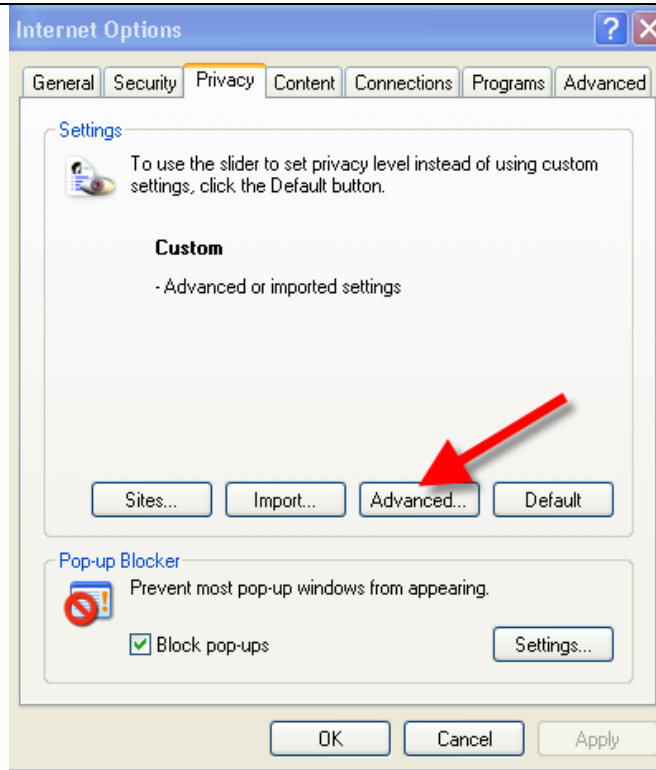 Internet Options
General Security Privacy Content Connections Programs Advanced
Settings
To use the slider to set privacy level instead of using custom
settings, click the Default button.
Custom
- Advanced or imported settings
Sites... Import... Advanced... Default
Pop-up Blocker
Prevent most pop-up windows from appearing.
Block pop-ups Settings...
OK Cancel Apply